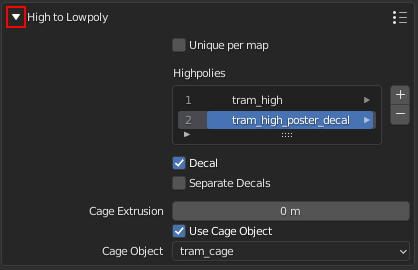 High to Lowpoly
Unique per map
Highpolies
1 tram_high
2 tram_high_poster_decal
Decal
Separate Decals
Cage Extrusion 0 m
Use Cage Object
Cage Object tram_cage